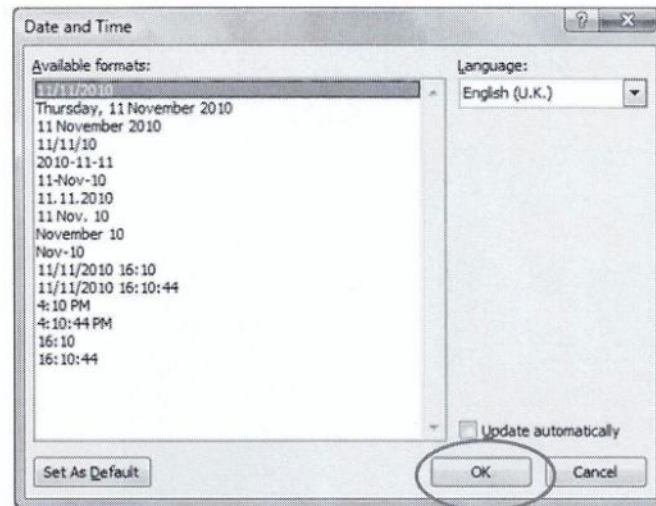 Date and Time
Available formats:
11/11/2010
Thursday, 11 November 2010
11 November 2010
11/11/10
2010-11-11
11-Nov-10
11.11.2010
11 Nov. 10
November 10
Nov-10
11/11/2010 16:10
11/11/2010 16:10:44
4:10 PM
4:10:44 PM
16:10
16:10:44
Language:
English (U.K.)
Update automatically
Set As Default
OK
Cancel